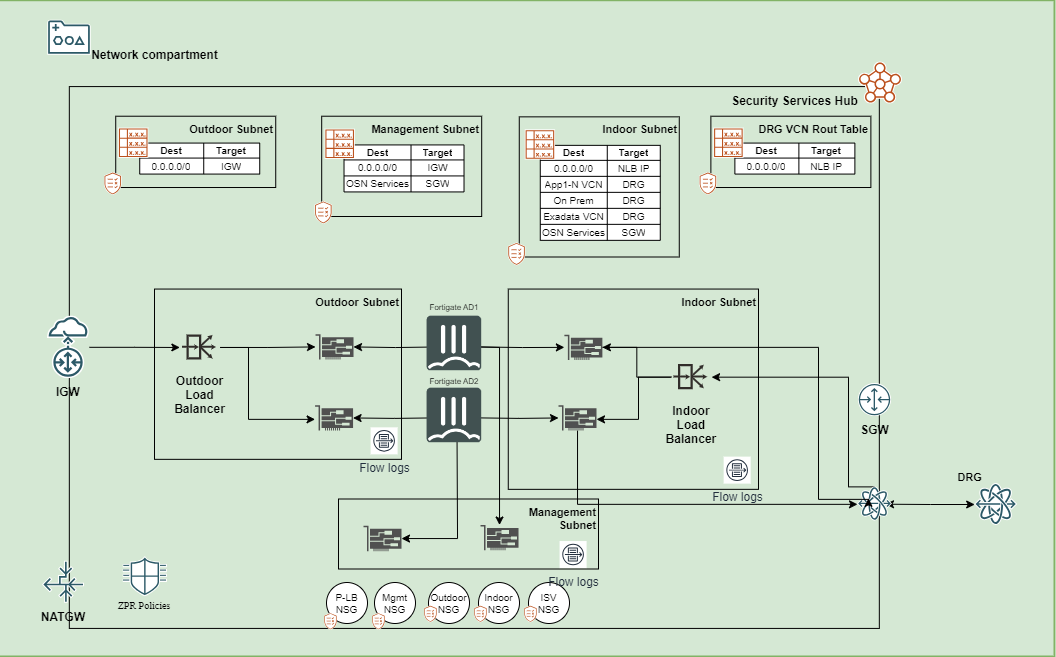 Network compartment
Security Services Hub
Outdoor Subnet
x.x.x.
x.x.x.
x.x.x.
Dest Target
0.0.0.0/0 IGW
Management Subnet
x.x.x.
x.x.x.
x.x.x.
Dest Target
0.0.0.0/0 IGW
OSN Services SGW
Indoor Subnet
x.x.x.
x.x.x.
x.x.x.
Dest Target
0.0.0.0/0 NLB IP
App1-N VCN DRG
On Prem DRG
Exadata VCN DRG
OSN Services SGW
DRG VCN Rout Table
x.x.x.
x.x.x.
x.x.x.
Dest Target
0.0.0.0/0 NLB IP
Outdoor Subnet
Fortigate AD1
Indoor Subnet
IGW
Outdoor
Load
Balancer
Fortigate AD2
Indoor
Load
Balancer
SGW
Flow logs
Flow logs
DRG
Management
Subnet
Flow logs
NATGW
ZPR Policies
P-LB
NSG
Mgmt
NSG
Outdoor
NSG
Indoor
NSG
ISV
NSG